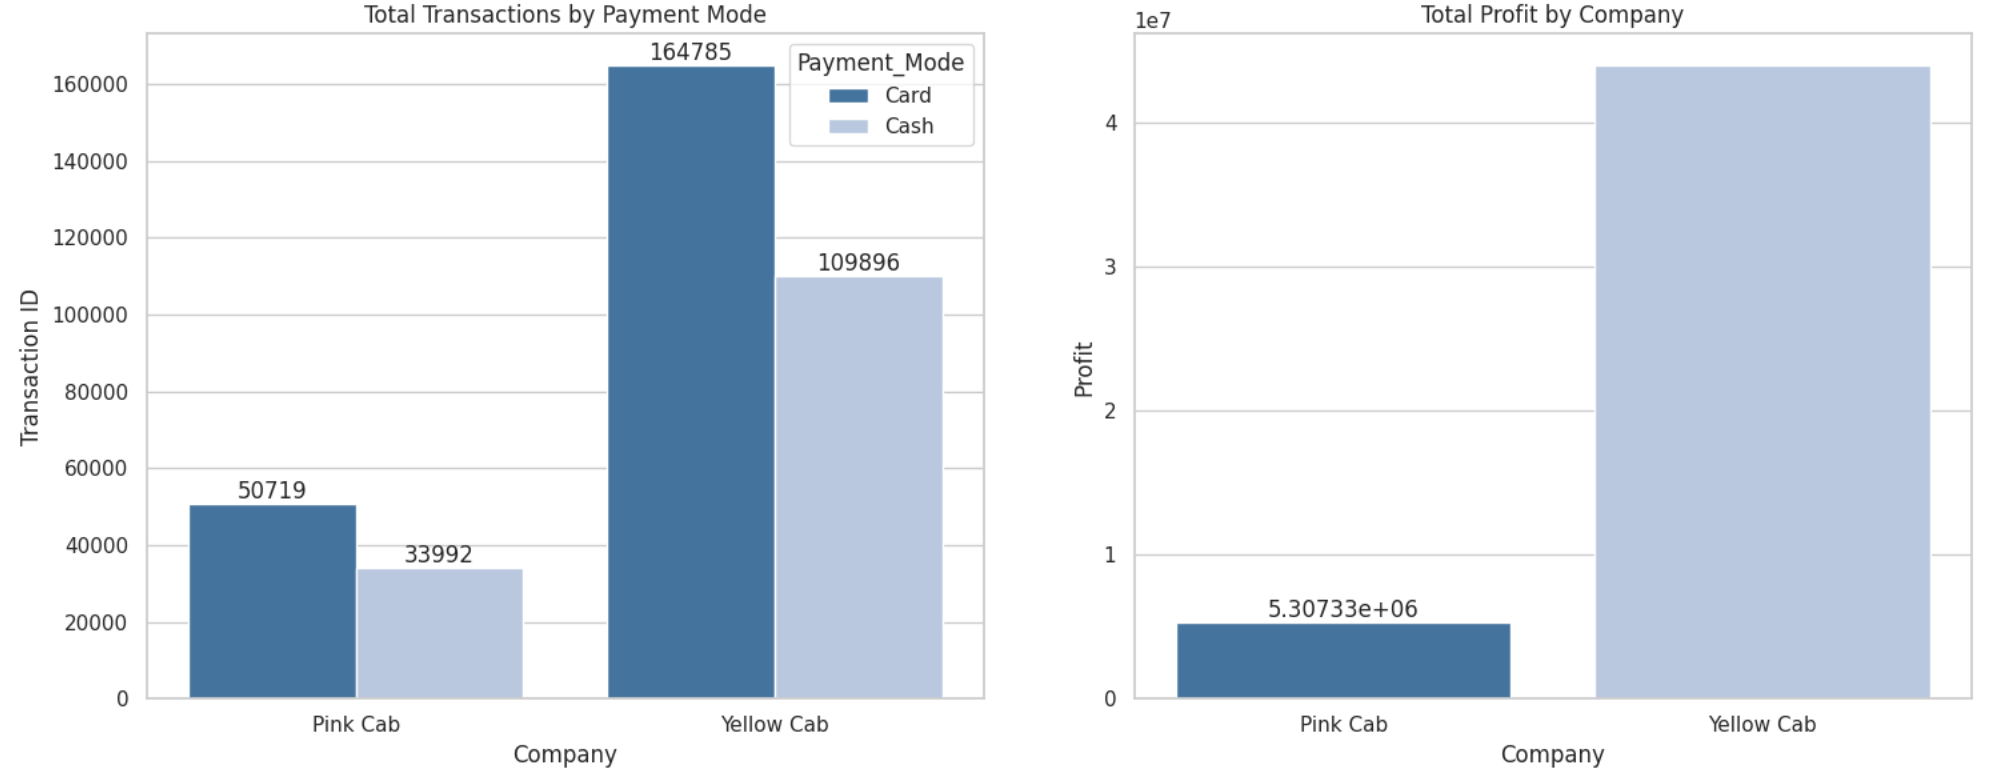 Total Transactions by Payment Mode
Transaction ID
160000
140000
120000
100000
80000
60000
40000
20000
0
164785
109896
50719
33992
Payment_Mode
Card
Cash
Pink Cab
Yellow Cab
Company
Total Profit by Company
1e7
Profit
4
3
2
1
0
5.30733e+06
Pink Cab
Yellow Cab
Company